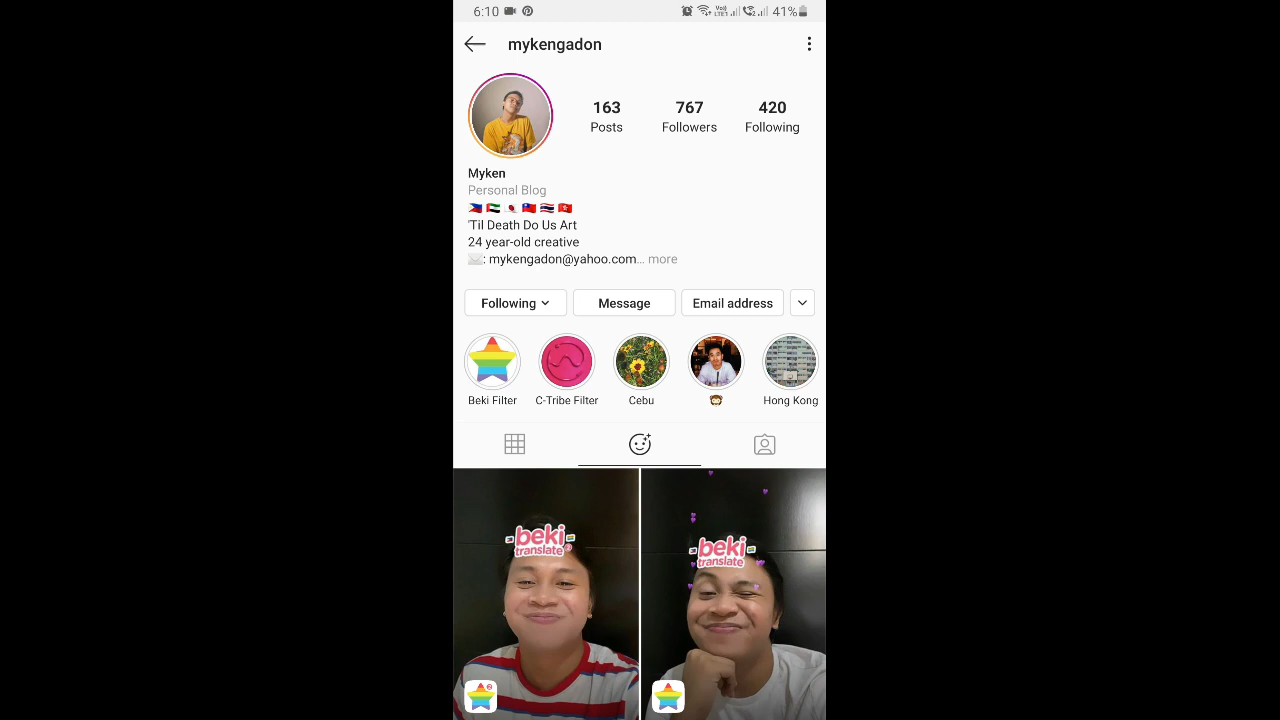 6:10 41%
mykengadon
163 767 420
Posts Followers Following
Myken
Personal Blog
'Til Death Do Us Art
24 year-old creative
: mykengadon@yahoo.com... more
Following Message Email address
Beki Filter C-Tribe Filter Cebu Hong Kong
beki
translate
beki
translate